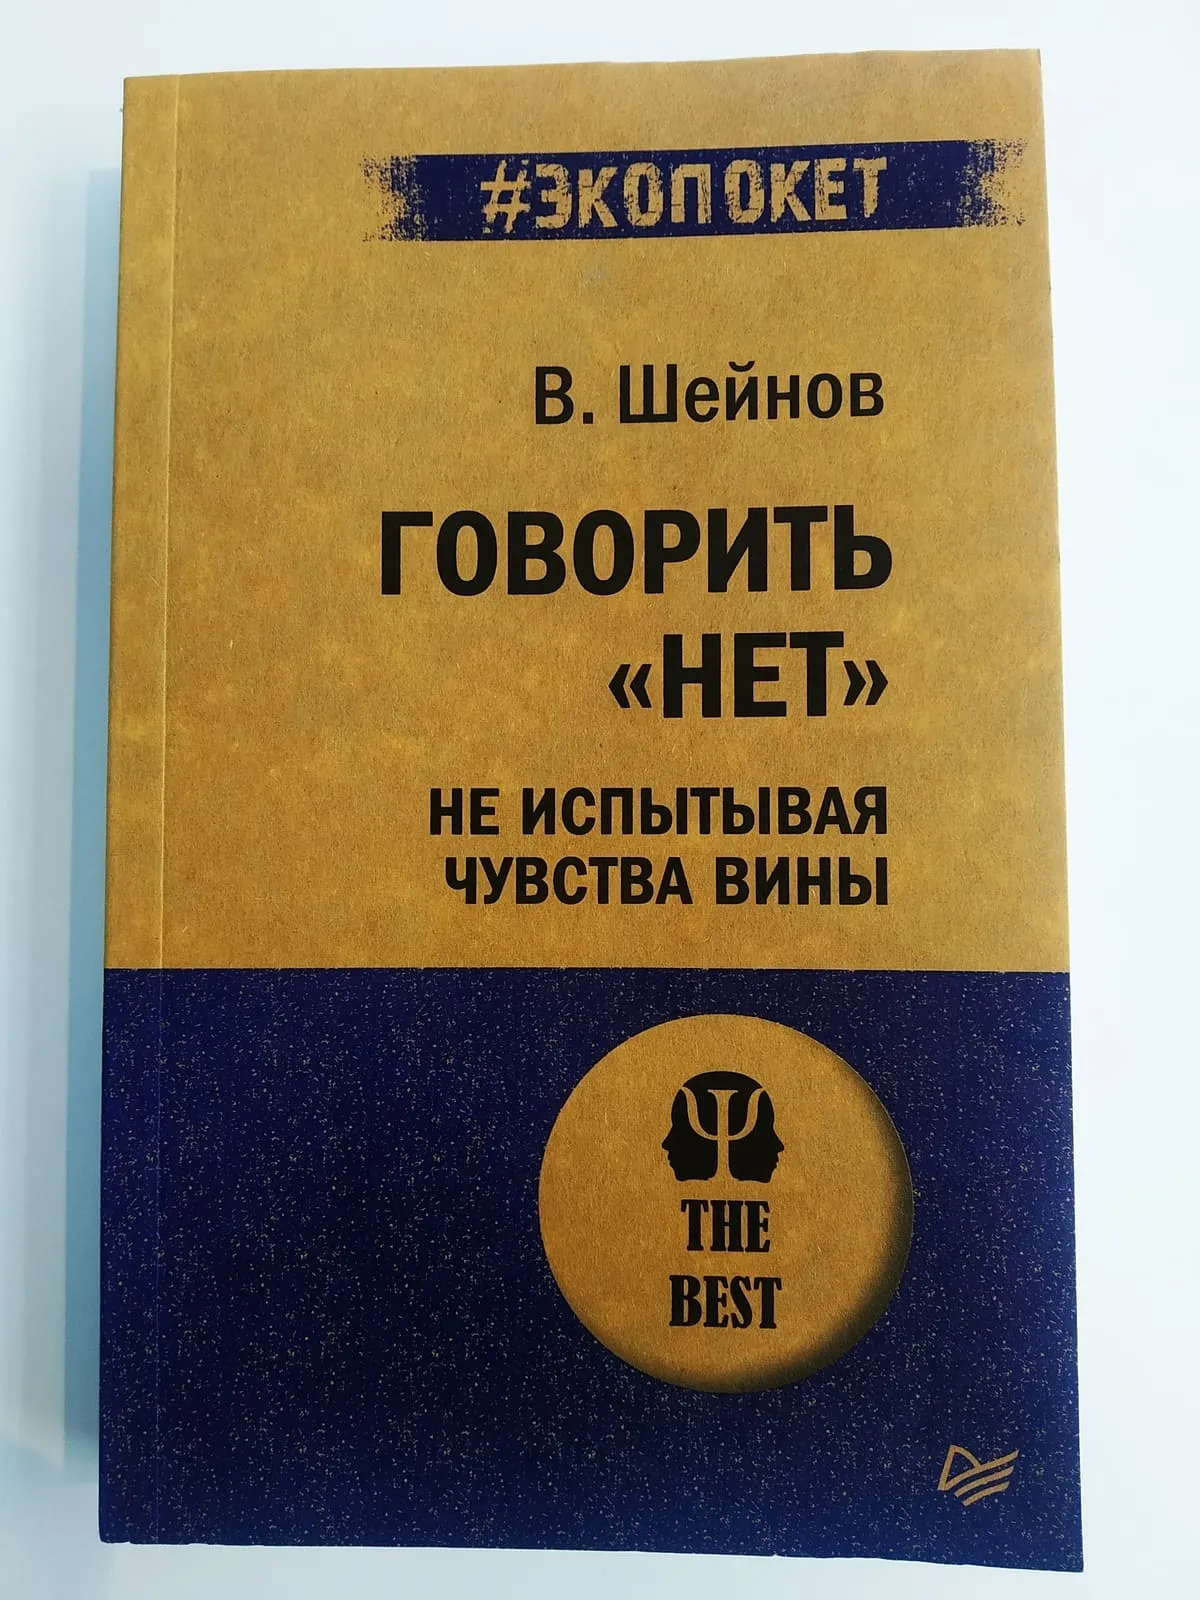 #ЭКОПОКЕТ
В. Шейнов
ГОВОРИТЬ
«НЕТ»
НЕ ИСПЫТЫВАЯ
ЧУВСТВА ВИНЫ
THE
BEST